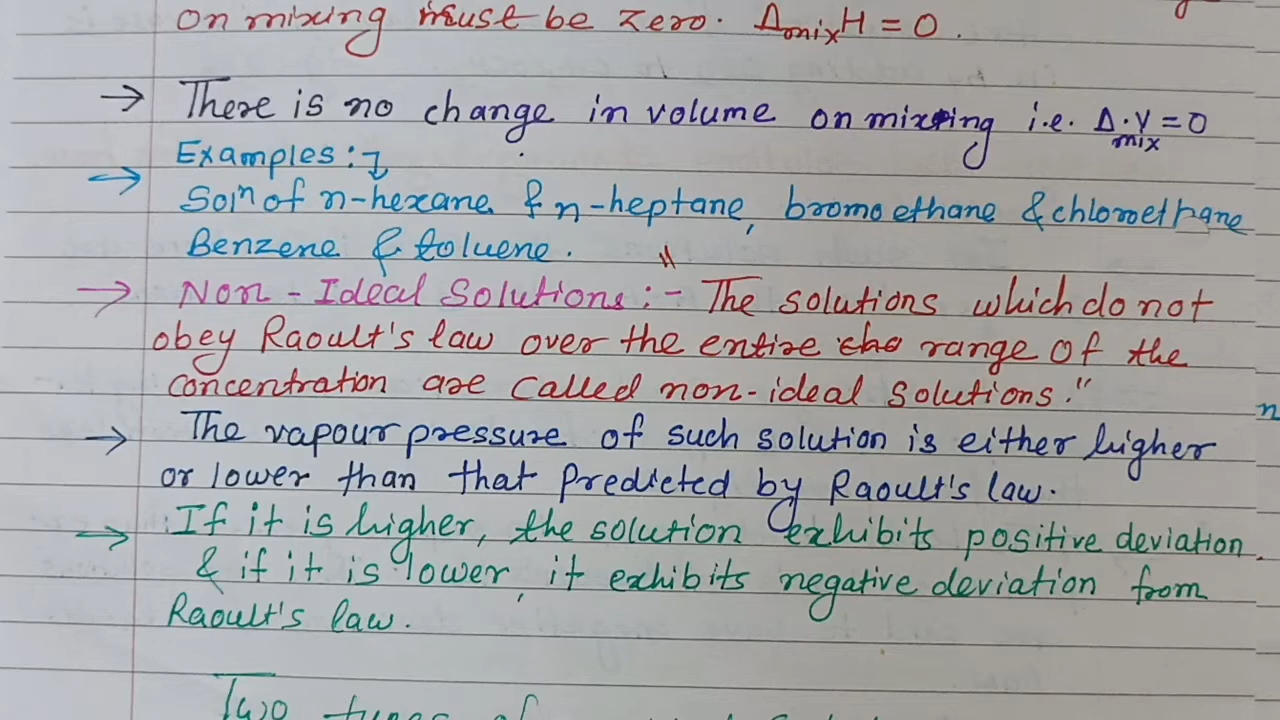 on mixing must be zero. ΔmixH = 0.
→ There is no change in volume on mixing i.e. Δ.V = 0
mix
Examples : ↴
→ Solⁿ of n-hexane & n-heptane, bromoethane & chloroethane
Benzene & toluene.
→ Non - Ideal Solutions :- "The solutions which do not
obey Raoult's law over the entire range of the
concentration are called non-ideal solutions."
n
→ The vapour pressure of such solution is either higher
or lower than that predicted by Raoult's law.
→ If it is higher, the solution exhibits positive deviation
& if it is lower, it exhibits negative deviation from
Raoult's law.
Two types of